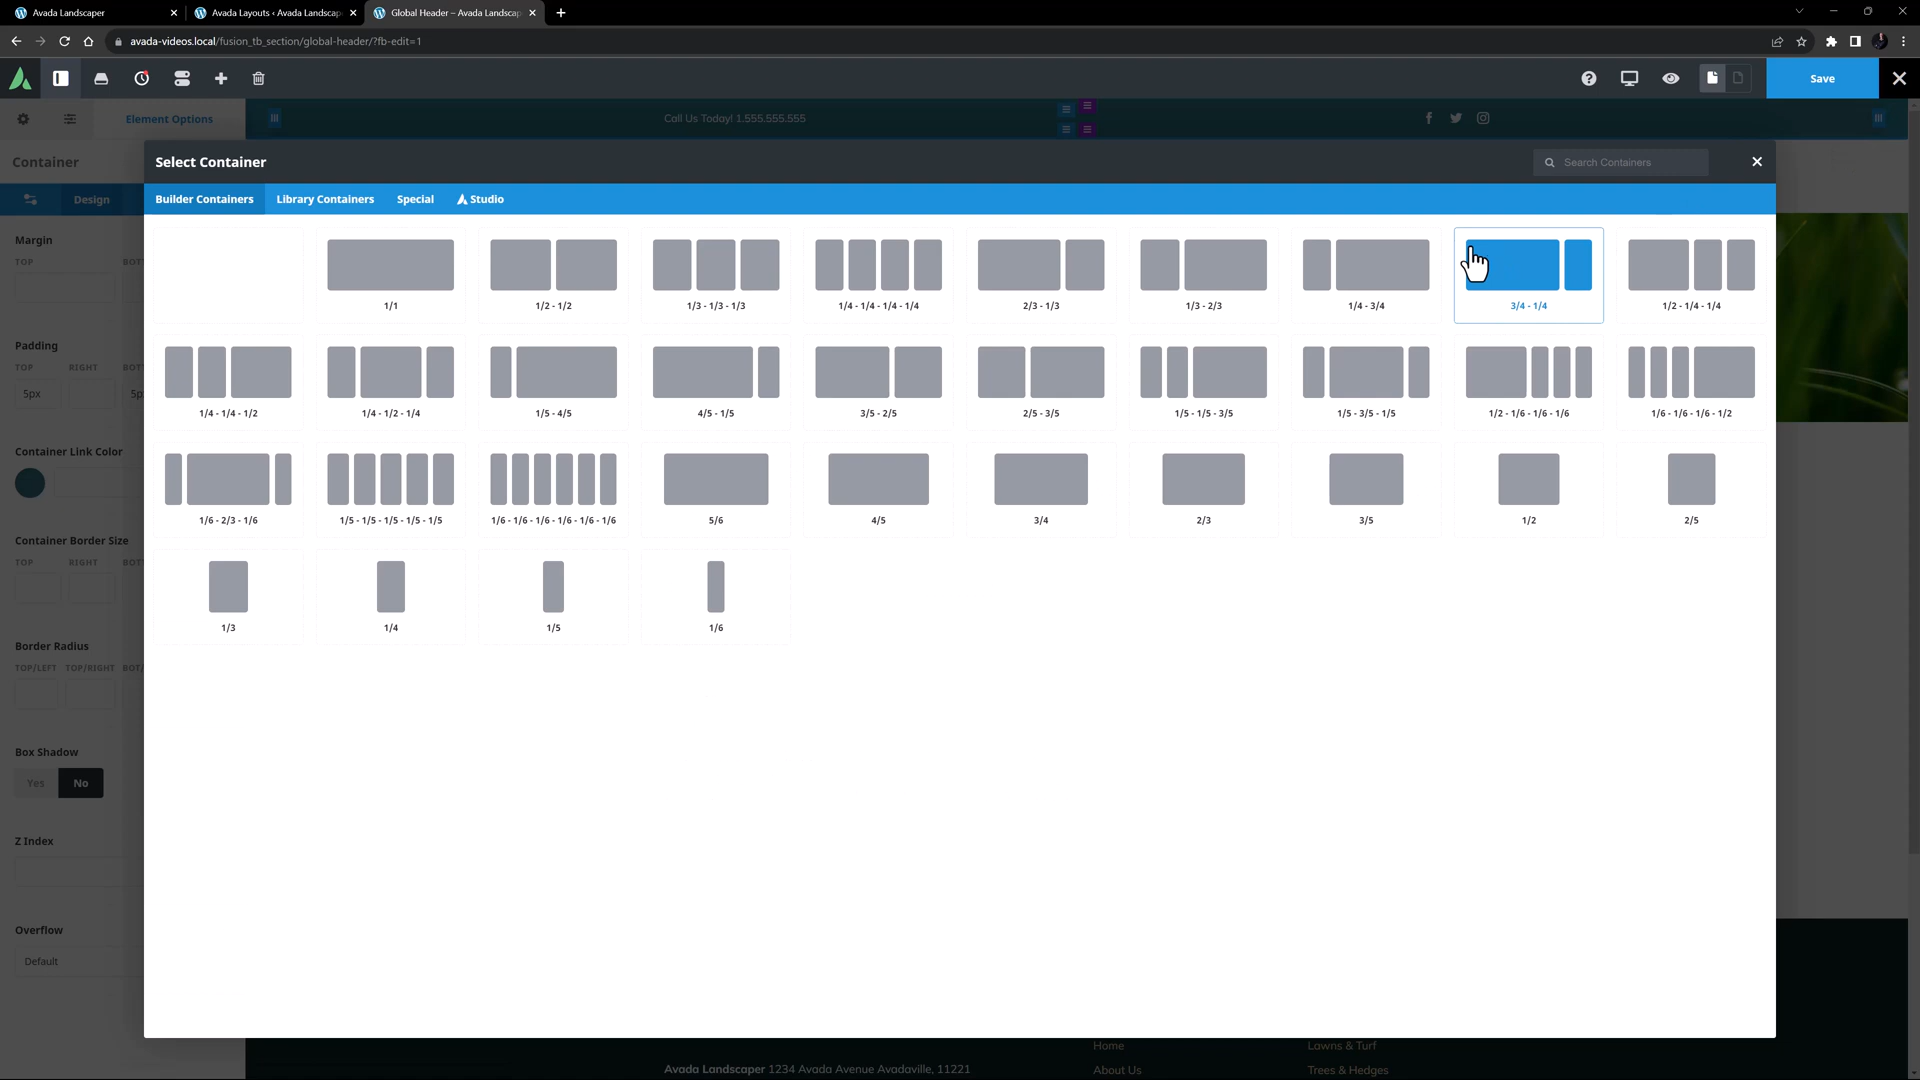 Avada Landscaper
Avada Layouts ‹ Avada Landscap
Global Header – Avada Landscap
avada-videos.local/fusion_tb_section/global-header/?fb-edit=1
Save
Element Options
Call Us Today! 1.555.555.555
Container
Select Container
Search Containers
Design
Builder Containers
Library Containers
Special
Studio
Margin
TOP
BOT
1/1
1/2 - 1/2
1/3 - 1/3 - 1/3
1/4 - 1/4 - 1/4 - 1/4
2/3 - 1/3
1/3 - 2/3
1/4 - 3/4
3/4 - 1/4
1/2 - 1/4 - 1/4
Padding
TOP
RIGHT
BOT
5px
5p
1/4 - 1/4 - 1/2
1/4 - 1/2 - 1/4
1/5 - 4/5
4/5 - 1/5
3/5 - 2/5
2/5 - 3/5
1/5 - 1/5 - 3/5
1/5 - 3/5 - 1/5
1/2 - 1/6 - 1/6 - 1/6
1/6 - 1/6 - 1/6 - 1/2
Container Link Color
1/6 - 2/3 - 1/6
1/5 - 1/5 - 1/5 - 1/5 - 1/5
1/6 - 1/6 - 1/6 - 1/6 - 1/6 - 1/6
5/6
4/5
3/4
2/3
3/5
1/2
2/5
Container Border Size
TOP
RIGHT
BOT
1/3
1/4
1/5
1/6
Border Radius
TOP/LEFT
TOP/RIGHT
BOT/
Box Shadow
Yes
No
Z Index
Overflow
Default
Home
Lawns & Turf
Avada Landscaper 1234 Avada Avenue Avadaville, 11221
About Us
Trees & Hedges